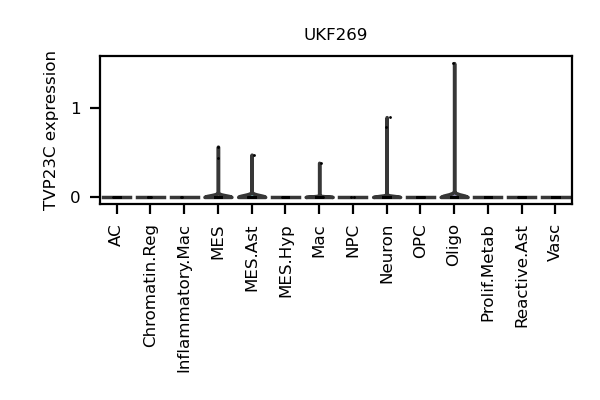 UKF269
TVP23C expression
1
0
AC
Chromatin.Reg
Inflammatory.Mac
MES
MES.Ast
MES.Hyp
Mac
NPC
Neuron
OPC
Oligo
Prolif.Metab
Reactive.Ast
Vasc